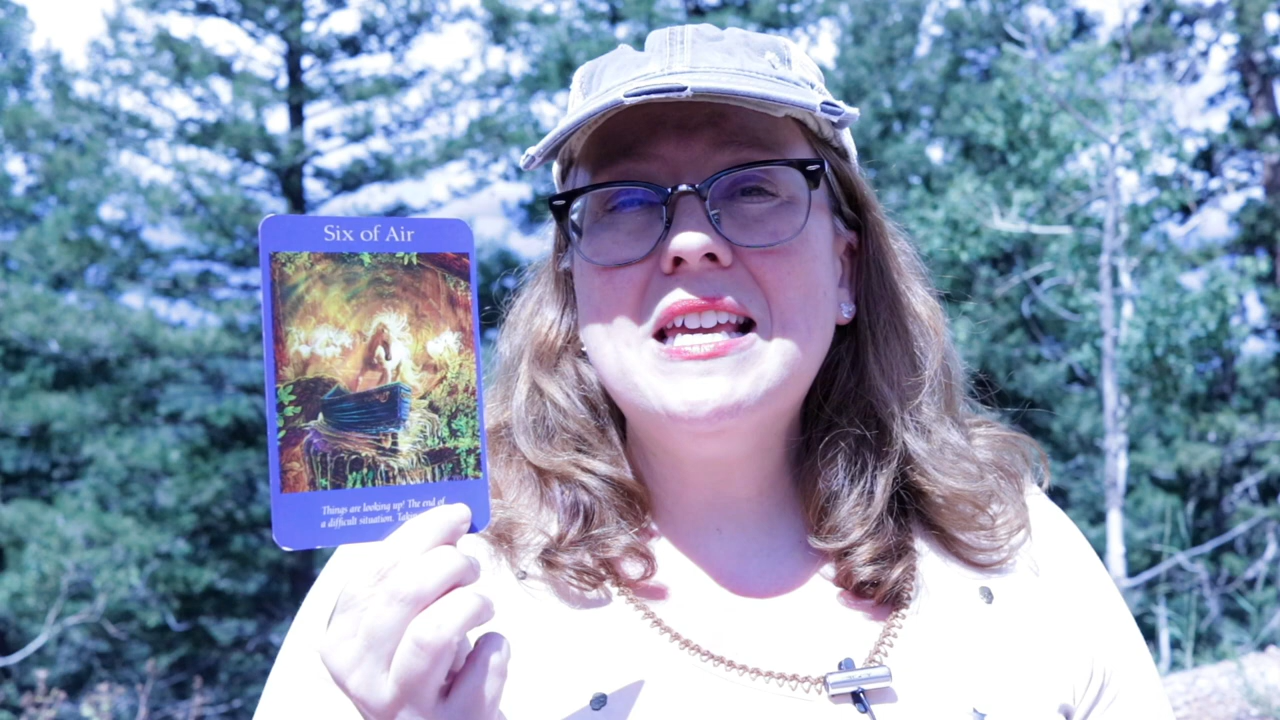 Six of Air
Things are looking up! The end of
a difficult situation.